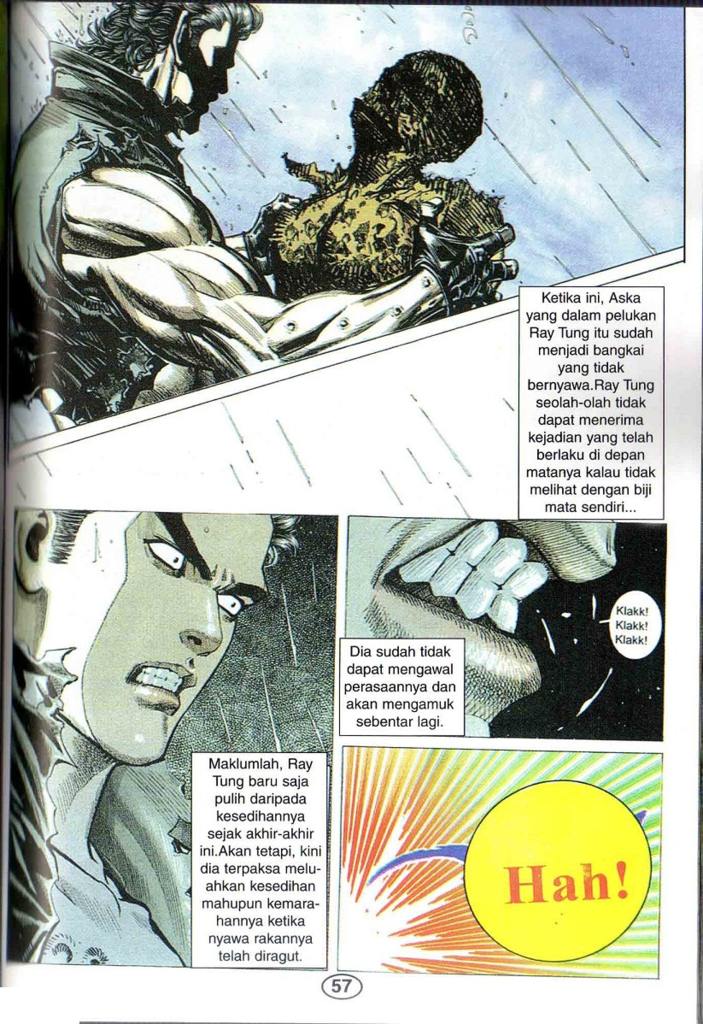 Ketika ini, Aska
yang dalam pelukan
Ray Tung itu sudah
menjadi bangkai
yang tidak
bernyawa.Ray Tung
seolah-olah tidak
dapat menerima
kejadian yang telah
berlaku di depan
matanya kalau tidak
melihat dengan biji
mata sendiri...
Maklumlah, Ray
Tung baru saja
pulih daripada
kesedihannya
sejak akhir-akhir
ini.Akan tetapi, kini
dia terpaksa melu-
ahkan kesedihan
mahupun kemara-
hannya ketika
nyawa rakannya
telah diragut.
Klakk!
Klakk!
Klakk!
Dia sudah tidak
dapat mengawal
perasaannya dan
akan mengamuk
sebentar lagi.
Hah!
57